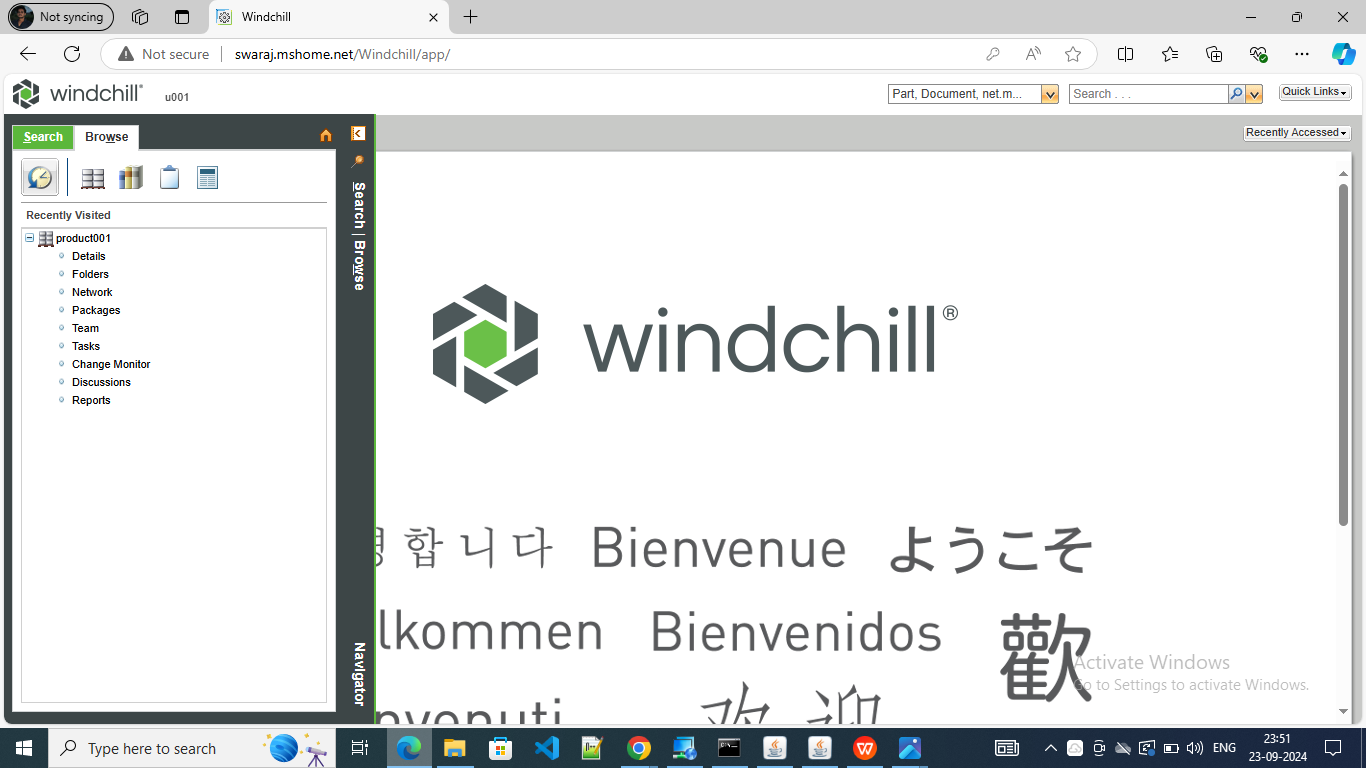 Not syncing
Windchill
Not secure
swaraj.mshome.net/Windchill/app/
windchill®
u001
Part, Document, net.m...
Search . . .
Quick Links
Recently Accessed
Search
Browse
Recently Visited
product001
Details
Folders
Network
Packages
Team
Tasks
Change Monitor
Discussions
Reports
Search | Browse
Navigator
windchill®
합니다 Bienvenue ようこそ
lkommen Bienvenidos 歡
nvenuti 欢迎
Activate Windows
Go to Settings to activate Windows.
Type here to search
ENG
23:51
23-09-2024